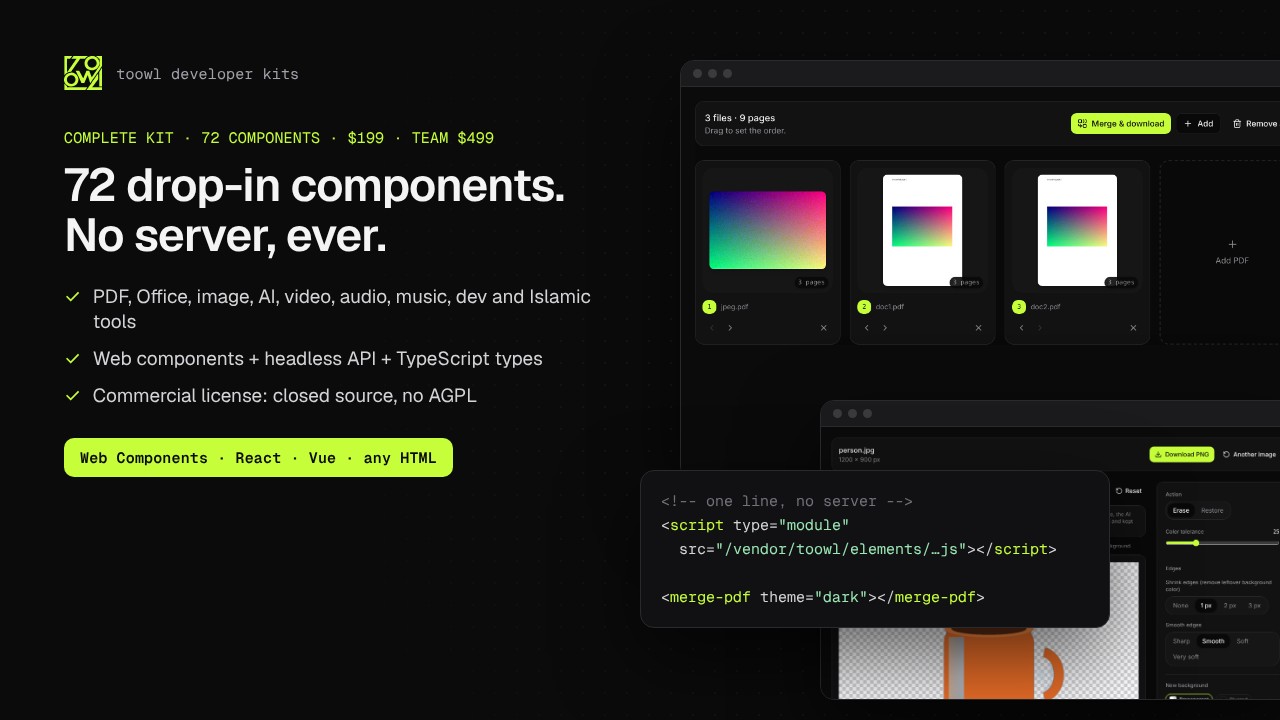 toowl developer kits
COMPLETE KIT · 72 COMPONENTS · $199 · TEAM $499
72 drop-in components.
No server, ever.
PDF, Office, image, AI, video, audio, music, dev and Islamic
tools
Web components + headless API + TypeScript types
Commercial license: closed source, no AGPL
Web Components · React · Vue · any HTML
3 files · 9 pages
Drag to set the order.
Merge & download
Add
Remove
3 pages
3 pages
3 pages
1 jpeg.pdf
2 doc1.pdf
3 doc2.pdf
Add PDF
person.jpg
1200 × 900 px
Download PNG
Another image
Reset
Action
Erase
Restore
Color tolerance
Edges
Shrink edges (remove leftover background
color)
None 1 px 2 px 3 px
Smooth edges
Sharp Smooth Soft
Very soft
New background
<!-- one line, no server -->
<script type="module"
src="/vendor/toowl/elements/…js"></script>
<merge-pdf theme="dark"></merge-pdf>